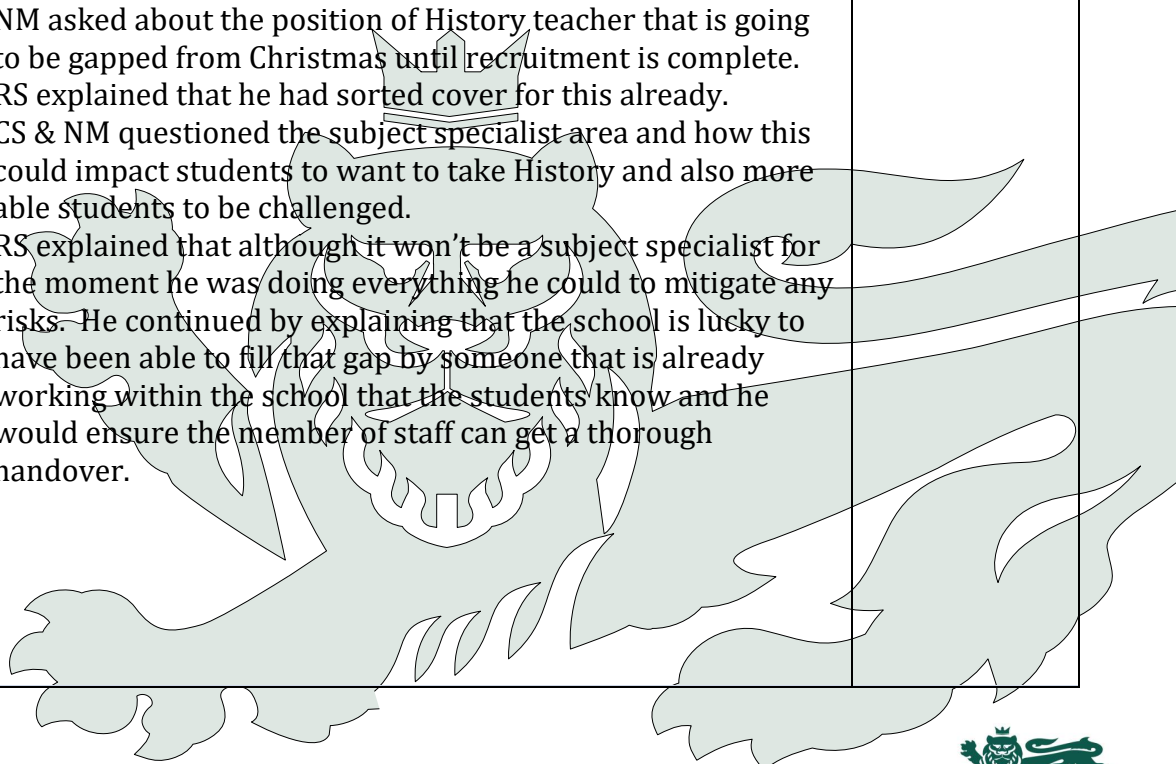 NM asked about the position of History teacher that is going
to be gapped from Christmas until recruitment is complete.
RS explained that he had sorted cover for this already.
CS & NM questioned the subject specialist area and how this
could impact students to want to take History and also more
able students to be challenged.
RS explained that although it won’t be a subject specialist for
the moment he was doing everything he could to mitigate any
risks.  He continued by explaining that the school is lucky to
have been able to fill that gap by someone that is already
working within the school that the students know and he
would ensure the member of staff can get a thorough
handover.